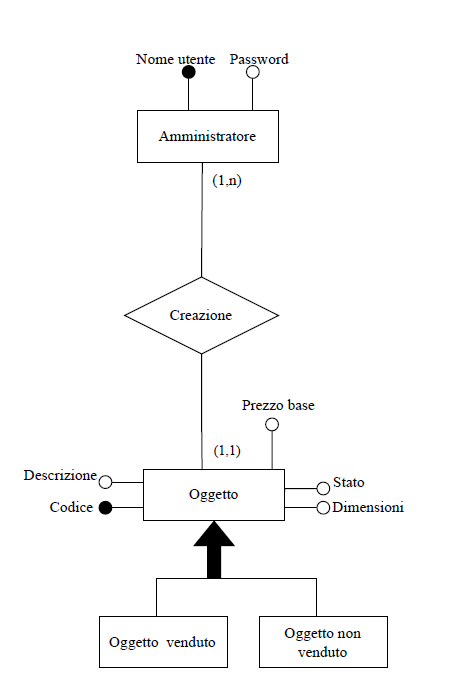 Nome utente Password
Amministratore
(1,n)
Creazione
Prezzo base
(1,1)
Descrizione
Stato
Oggetto
Codice
Dimensioni
Oggetto venduto
Oggetto non
venduto